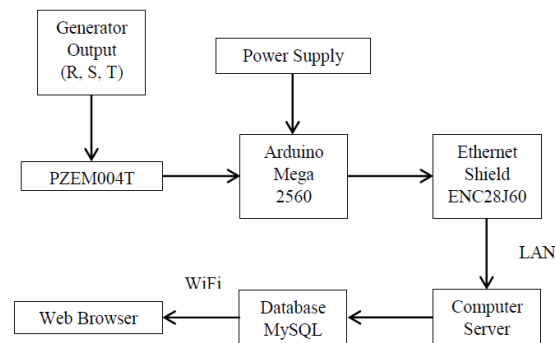 Generator
Output
(R, S, T)
Power Supply
PZEM004T
Arduino
Mega
2560
Ethernet
Shield
ENC28J60
LAN
WiFi
Web Browser
Database
MySQL
Computer
Server